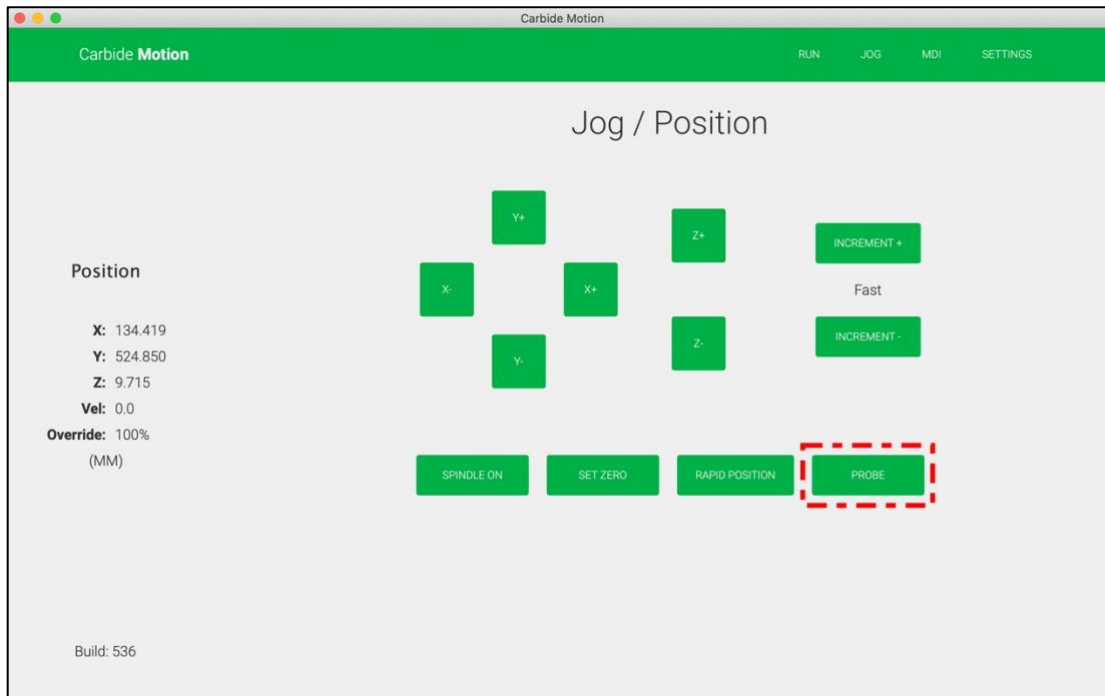 Carbide Motion
Carbide Motion
RUN JOG MDI SETTINGS
Jog / Position
Y+
Z+
INCREMENT +
Position
X-
X+
Fast
X: 134.419
Y: 524.850
Z: 9.715
Vel: 0.0
Override: 100%
(MM)
Z-
INCREMENT -
Y-
SPINDLE ON
SET ZERO
RAPID POSITION
PROBE
Build: 536